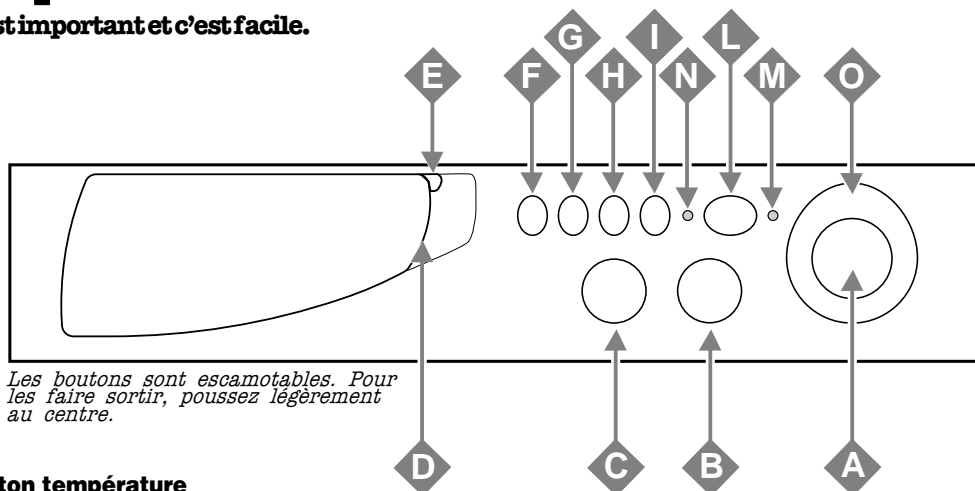 st important et c'est facile.
G I L
E F H N M O
Les boutons sont escamotables. Pour
les faire sortir, poussez légèrement
au centre.
D C B A
ton température